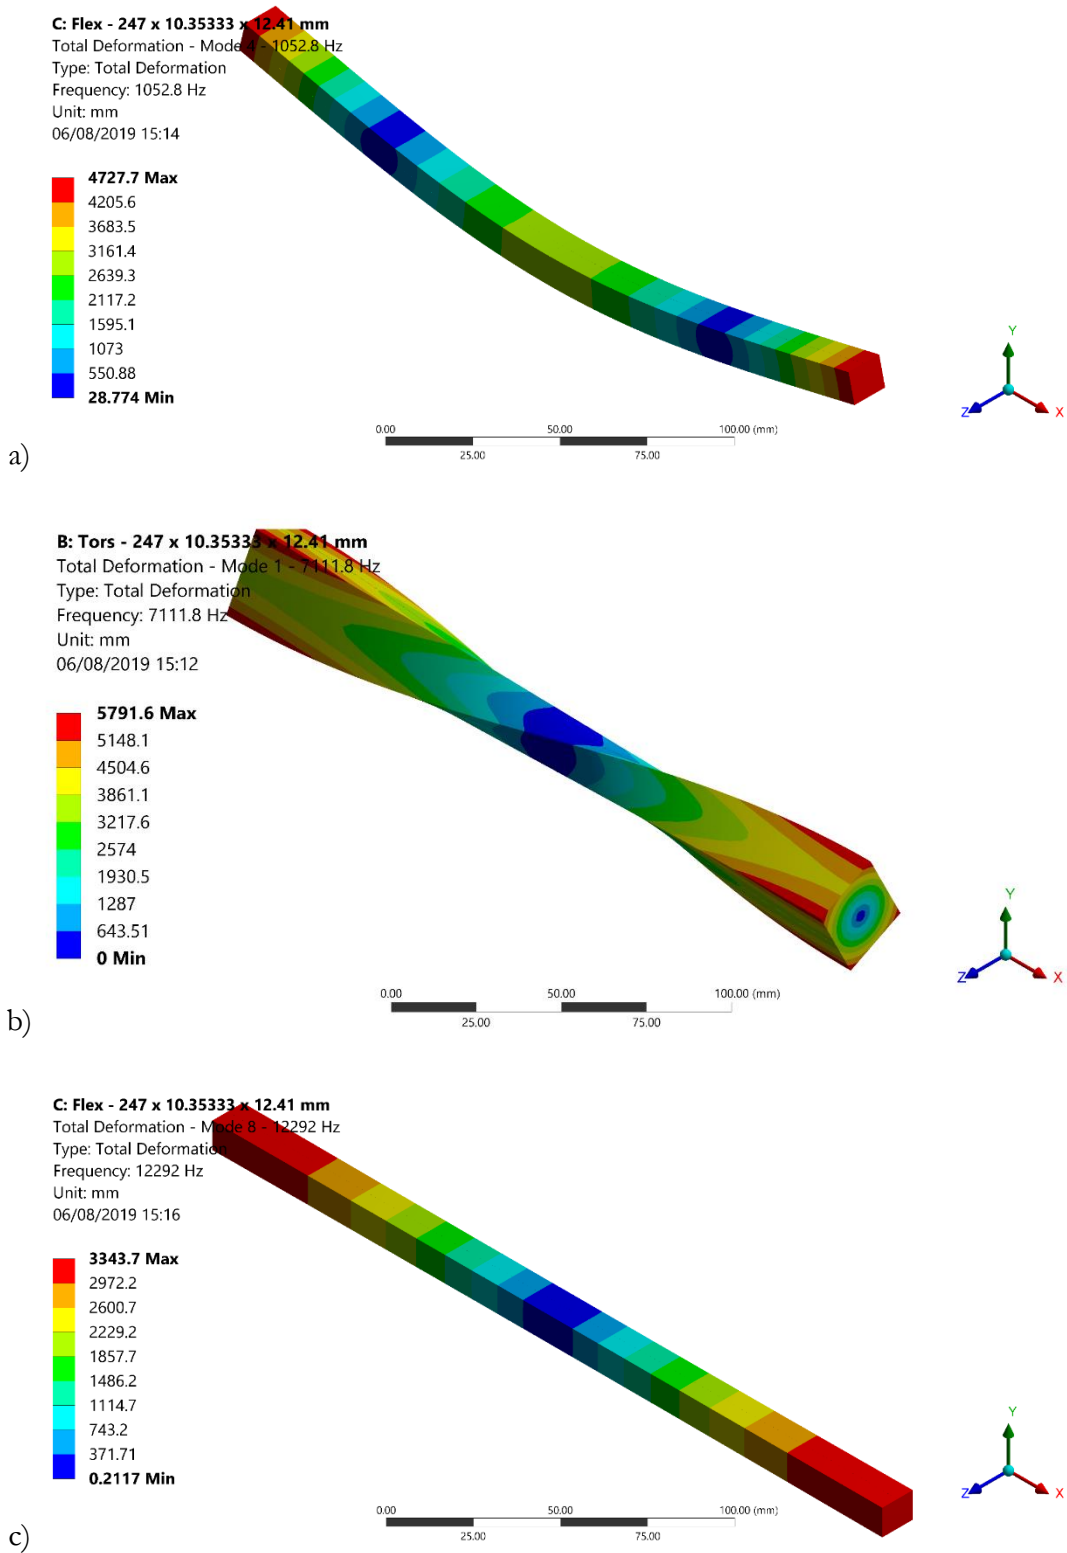 C: Flex - 247 x 10.35333 x 12.41 mm
Total Deformation - Mode 4 - 1052.8 Hz
Type: Total Deformation
Frequency: 1052.8 Hz
Unit: mm
06/08/2019 15:14
4727.7 Max
4205.6
3683.5
3161.4
2639.3
2117.2
1595.1
1073
550.88
28.774 Min
0.00 50.00 100.00 (mm)
25.00 75.00
Y
Z X
a)
B: Tors - 247 x 10.35333 x 12.41 mm
Total Deformation - Mode 1 - 7111.8 Hz
Type: Total Deformation
Frequency: 7111.8 Hz
Unit: mm
06/08/2019 15:12
5791.6 Max
5148.1
4504.6
3861.1
3217.6
2574
1930.5
1287
643.51
0 Min
0.00 50.00 100.00 (mm)
25.00 75.00
Y
Z X
b)
C: Flex - 247 x 10.35333 x 12.41 mm
Total Deformation - Mode 8 - 12292 Hz
Type: Total Deformation
Frequency: 12292 Hz
Unit: mm
06/08/2019 15:16
3343.7 Max
2972.2
2600.7
2229.2
1857.7
1486.2
1114.7
743.2
371.71
0.2117 Min
0.00 50.00 100.00 (mm)
25.00 75.00
Y
Z X
c)